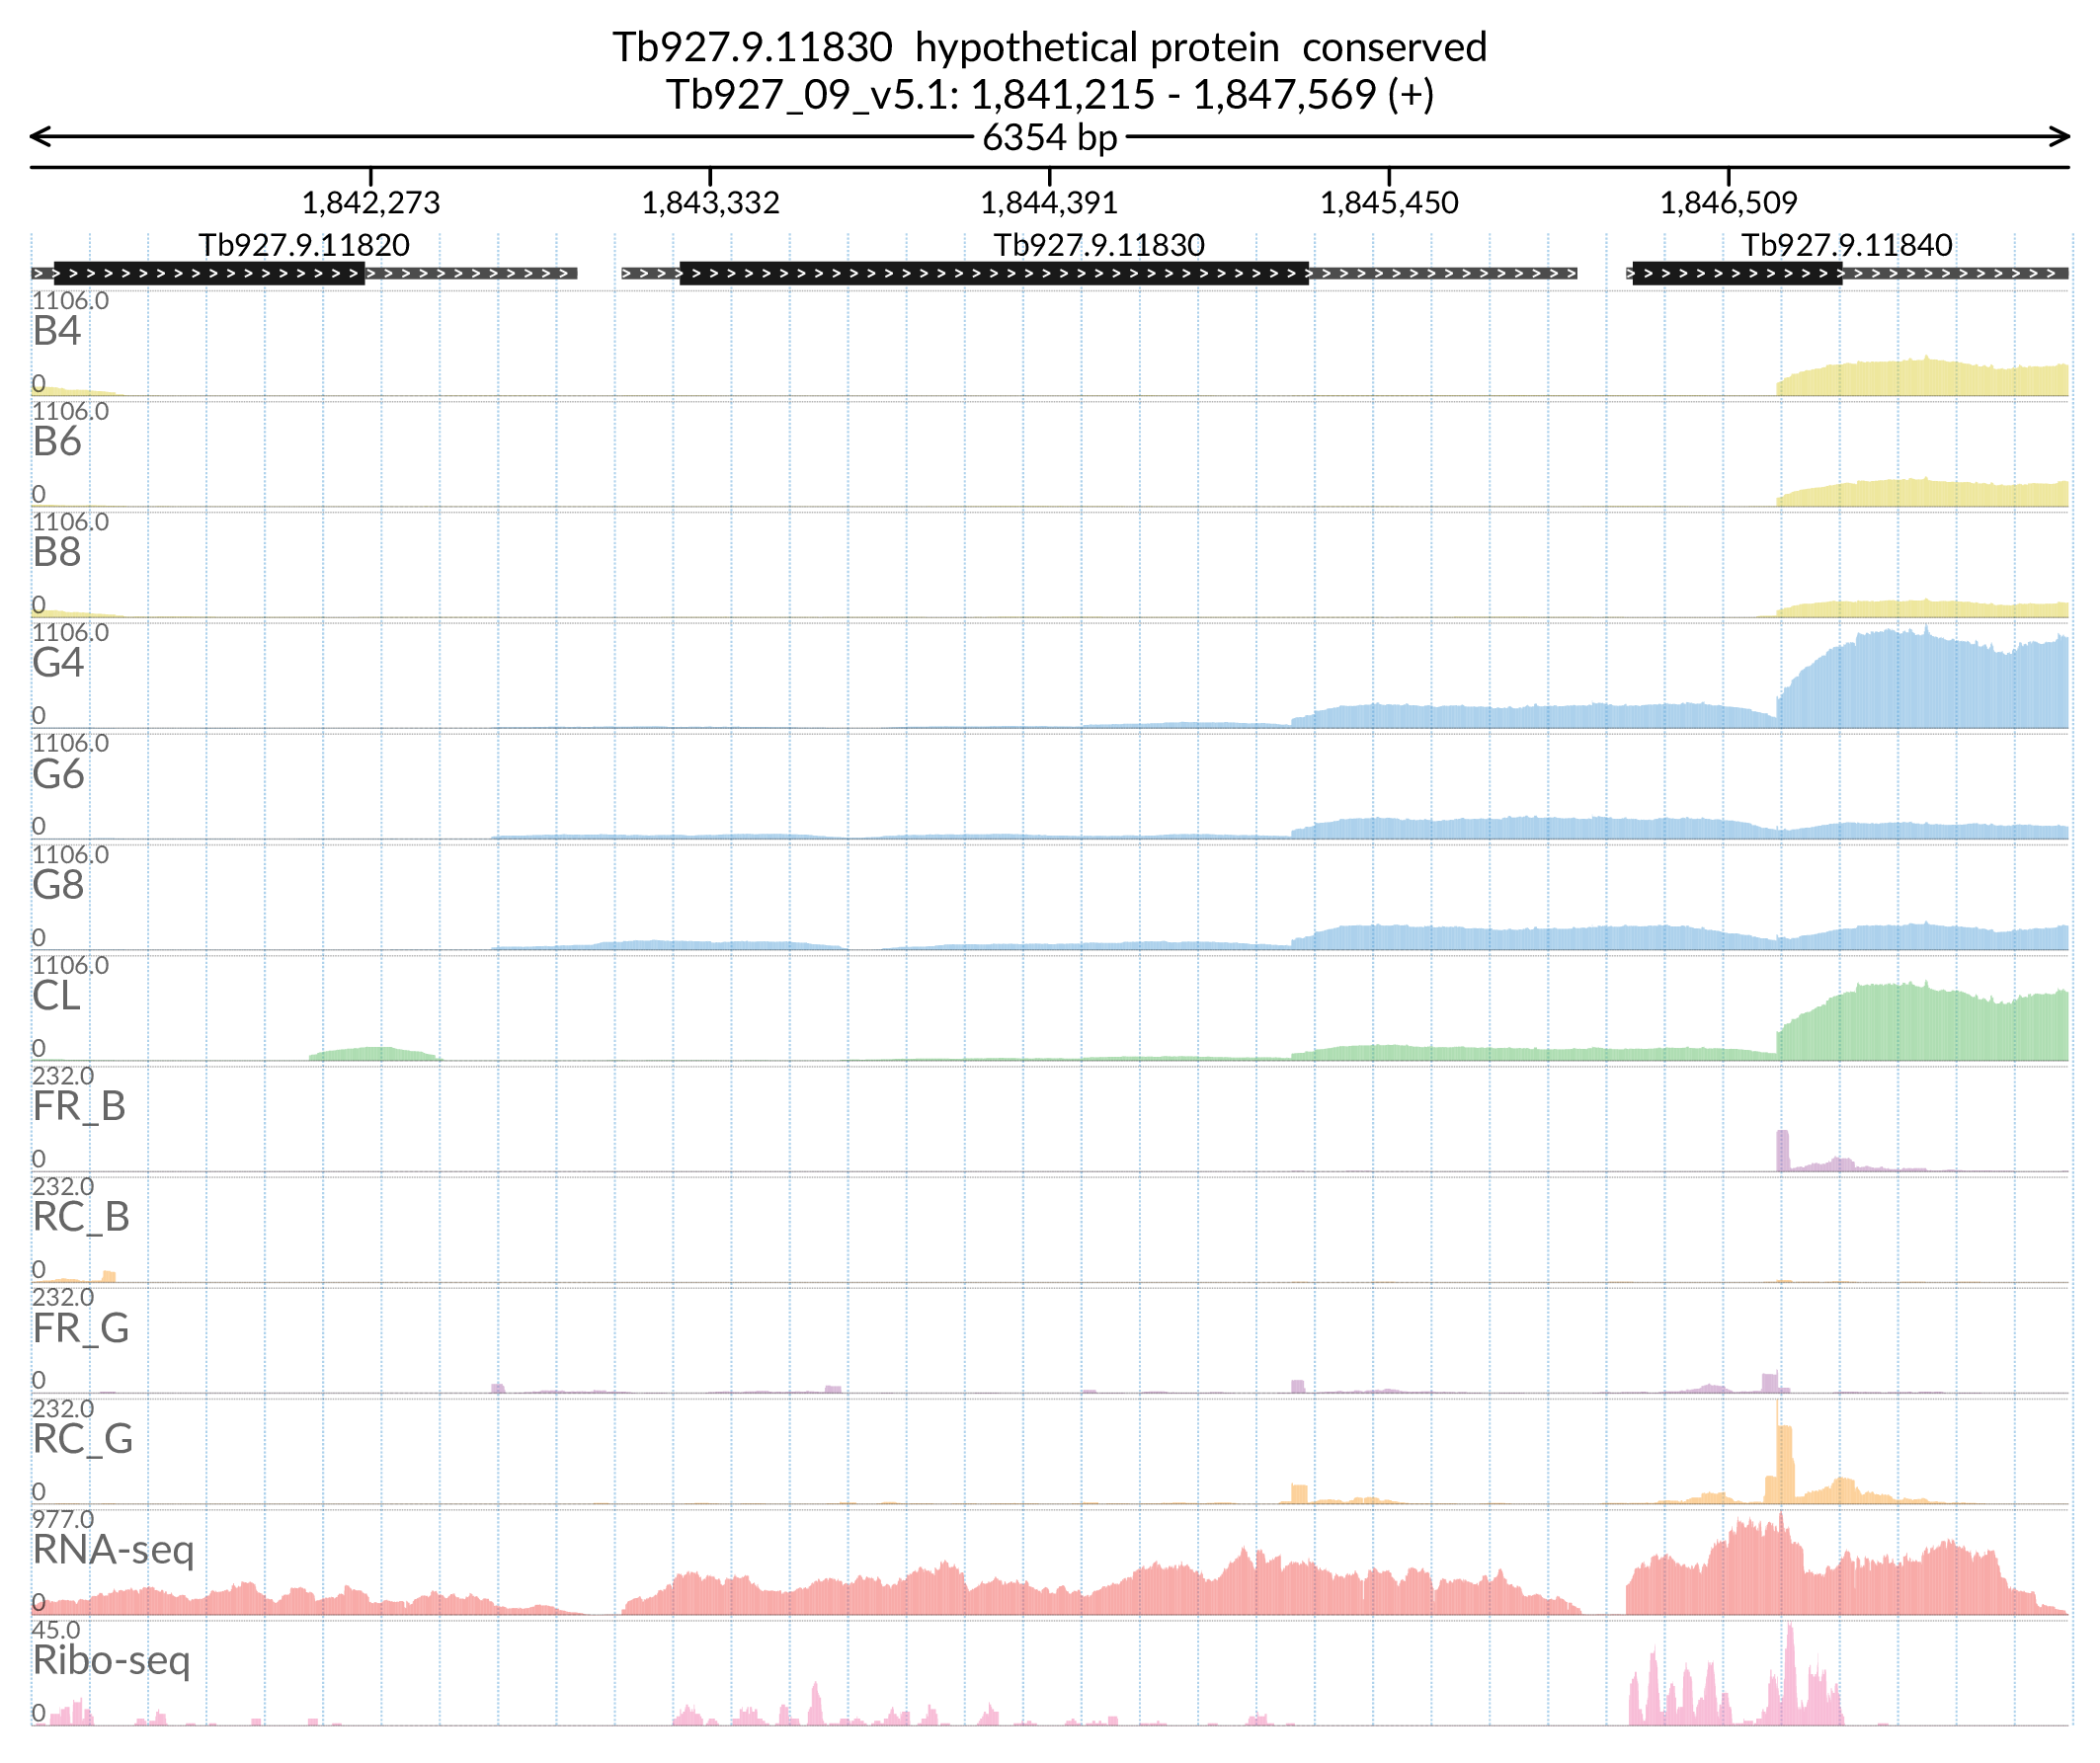 Tb927.9.11830 hypothetical protein conserved
Tb927_09_v5.1: 1,841,215 - 1,847,569 (+)
6354 bp
1,842,273 1,843,332 1,844,391 1,845,450 1,846,509
Tb927.9.11820 Tb927.9.11830 Tb927.9.11840
1106.0
B4
0
1106.0
B6
0
1106.0
B8
0
1106.0
G4
0
1106.0
G6
0
1106.0
G8
0
1106.0
CL
0
232.0
FR_B
0
232.0
RC_B
0
232.0
FR_G
0
232.0
RC_G
0
977.0
RNA-seq
0
45.0
Ribo-seq
0